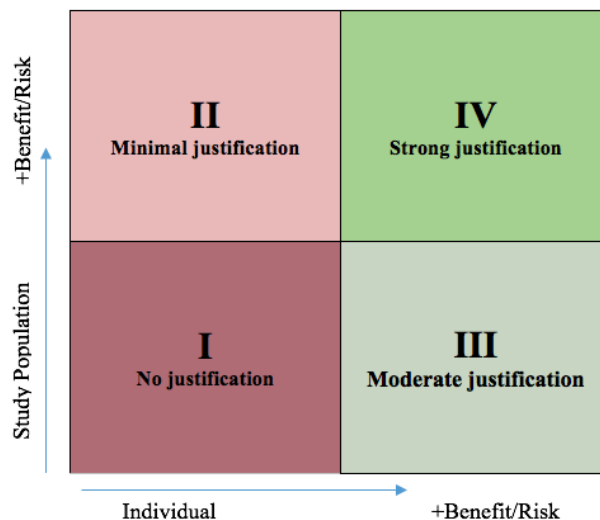 +Benefit/Risk
Study Population
II
Minimal justification
IV
Strong justification
I
No justification
III
Moderate justification
Individual
+Benefit/Risk